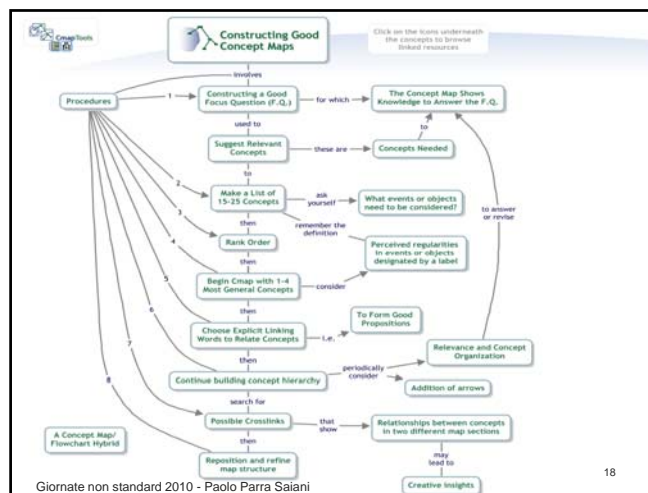 CmapTools
Constructing Good
Concept Maps
Click on the icons underneath
the concepts to browse
linked resources
involves
Procedures
1
Constructing a Good
Focus Question (F.Q.)
for which
The Concept Map Shows
Knowledge to Answer the F.Q.
used to
to
Suggest Relevant
Concepts
these are
Concepts Needed
to
2
Make a List of
15-25 Concepts
ask
yourself
What events or objects
need to be considered?
to answer
or revise
3
then
remember the
definition
Rank Order
Perceived regularities
in events or objects
designated by a label
4
then
Begin Cmap with 1-4
Most General Concepts
consider
5
then
To Form Good
Propositions
Choose Explicit Linking
Words to Relate Concepts
i.e.
6
then
Relevance and Concept
Organization
7
periodically
consider
Continue building concept hierarchy
Addition of arrows
8
search for
Possible Crosslinks
that
show
Relationships between concepts
in two different map sections
A Concept Map/
Flowchart Hybrid
then
Reposition and refine
map structure
may
lead to
Creative Insights
18
Giornate non standard 2010 - Paolo Parra Saiani